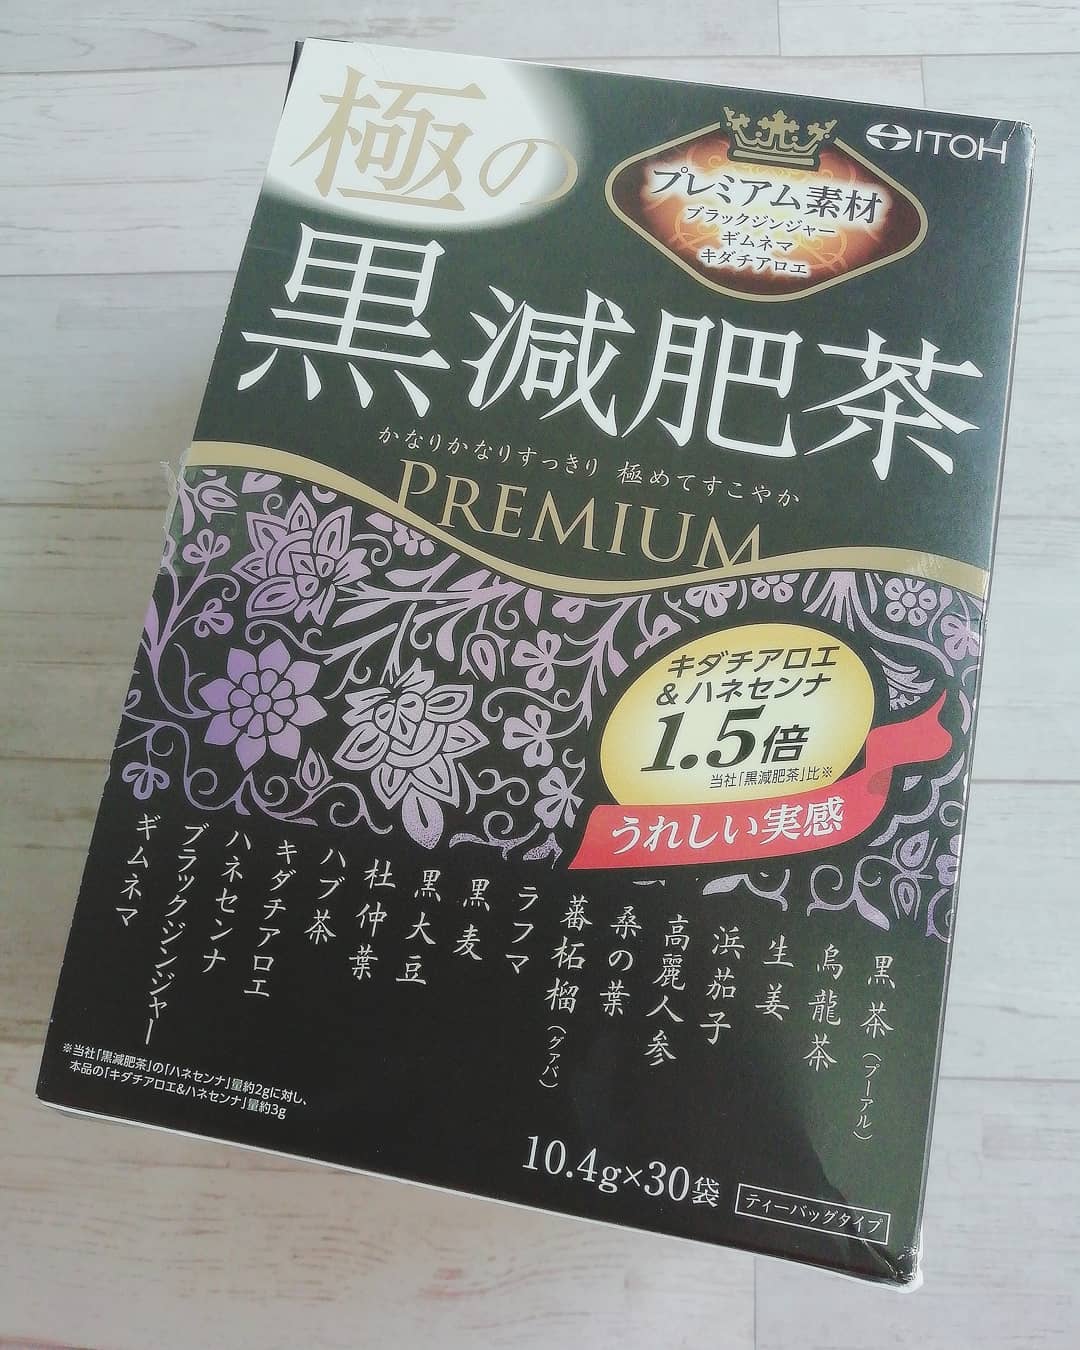 極の
黒減肥茶
ITOH
プレミアム素材
ブラックジンジャー
ギムネマ
キダチアロエ
かなりかなりすっきり 極めてすこやか
PREMIUM
キダチアロエ
&ハネセンナ
1.5倍
当社「黒減肥茶」比※
うれしい実感
黒茶(プーアル)
烏龍茶
生姜
浜茄子
高麗人参
桑の葉
蕃柘榴(グァバ)
ラフマ
黒麦
黒大豆
杜仲葉
ハブ茶
キダチアロエ
ハネセンナ
ブラックジンジャー
ギムネマ
※当社「黒減肥茶」の「ハネセンナ」量約2gに対し、
本品の「キダチアロエ&ハネセンナ」量約3g
10.4g×30袋
ティーバッグタイプ